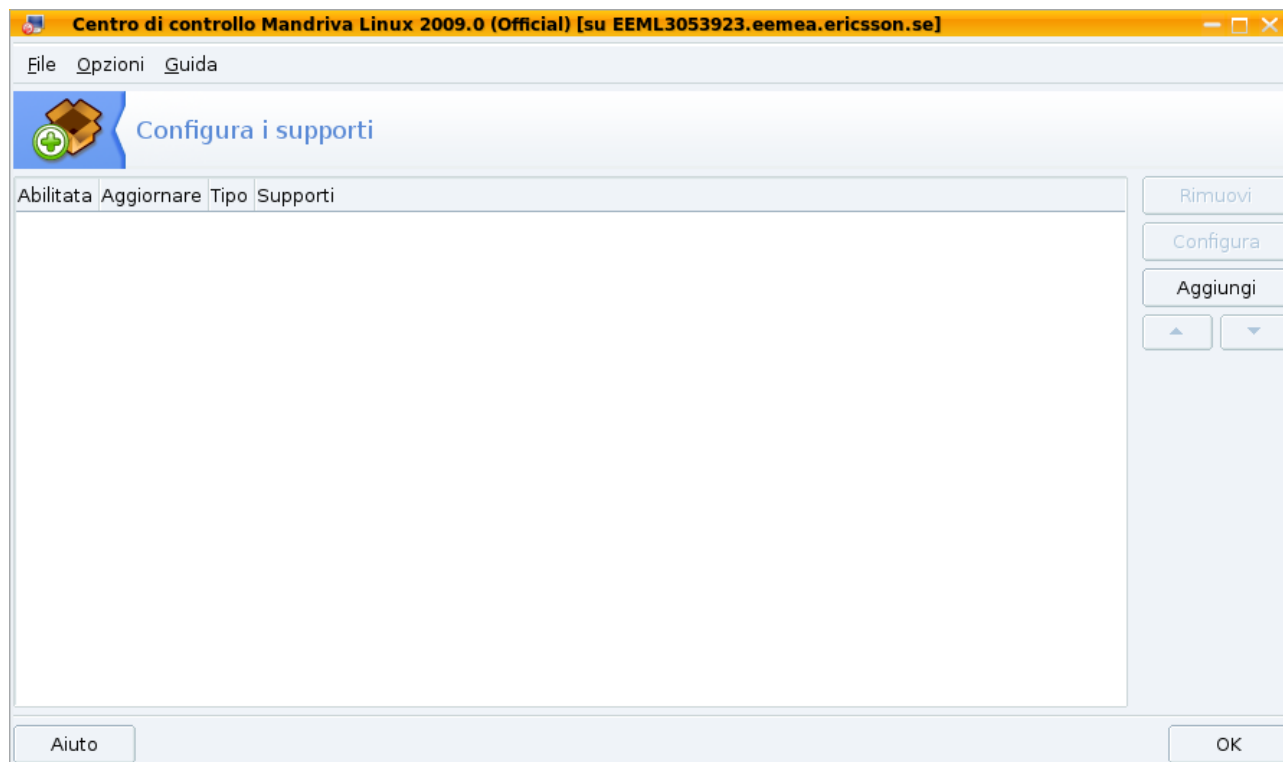 Centro di controllo Mandriva Linux 2009.0 (Official) [su EEML3053923.eemea.ericsson.se]
File Opzioni Guida
Configura i supporti
Abilitata Aggiornare Tipo Supporti
Rimuovi
Configura
Aggiungi
Aiuto
OK